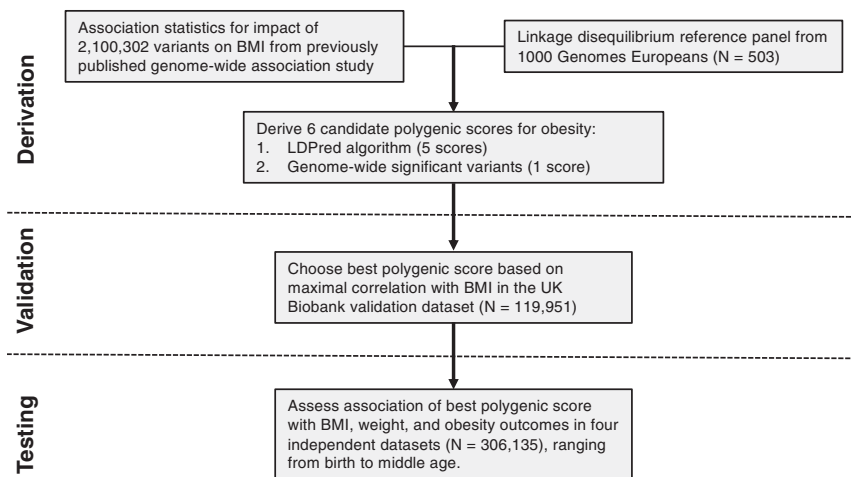 Derivation
Association statistics for impact of
2,100,302 variants on BMI from previously
published genome-wide association study
Linkage disequilibrium reference panel from
1000 Genomes Europeans (N = 503)
Derive 6 candidate polygenic scores for obesity:
1. LDPred algorithm (5 scores)
2. Genome-wide significant variants (1 score)
Validation
Choose best polygenic score based on
maximal correlation with BMI in the UK
Biobank validation dataset (N = 119,951)
Testing
Assess association of best polygenic score
with BMI, weight, and obesity outcomes in four
independent datasets (N = 306,135), ranging
from birth to middle age.